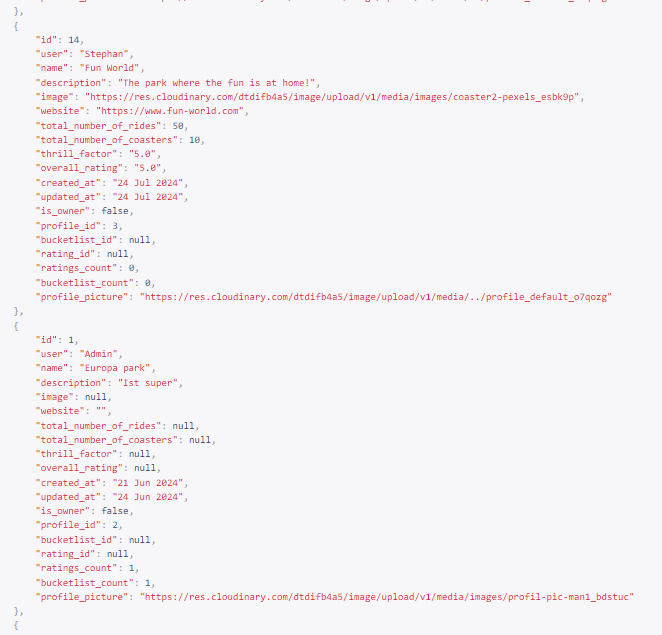 },
{
"id": 14,
"user": "Stephan",
"name": "Fun World",
"description": "The park where the fun is at home!",
"image": "https://res.cloudinary.com/dtdifb4a5/image/upload/v1/media/images/coaster2-pexels_esbk9p",
"website": "https://www.fun-world.com",
"total_number_of_rides": 50,
"total_number_of_coasters": 10,
"thrill_factor": "5.0",
"overall_rating": "5.0",
"created_at": "24 Jul 2024",
"updated_at": "24 Jul 2024",
"is_owner": false,
"profile_id": 3,
"bucketlist_id": null,
"rating_id": null,
"ratings_count": 0,
"bucketlist_count": 0,
"profile_picture": "https://res.cloudinary.com/dtdifb4a5/image/upload/v1/media/../profile_default_o7qozg"
},
{
"id": 1,
"user": "Admin",
"name": "Europa park",
"description": "Ist super",
"image": null,
"website": "",
"total_number_of_rides": null,
"total_number_of_coasters": null,
"thrill_factor": null,
"overall_rating": null,
"created_at": "21 Jun 2024",
"updated_at": "24 Jun 2024",
"is_owner": false,
"profile_id": 2,
"bucketlist_id": null,
"rating_id": null,
"ratings_count": 1,
"bucketlist_count": 1,
"profile_picture": "https://res.cloudinary.com/dtdifb4a5/image/upload/v1/media/images/profil-pic-man1_bdstuc"
},
{